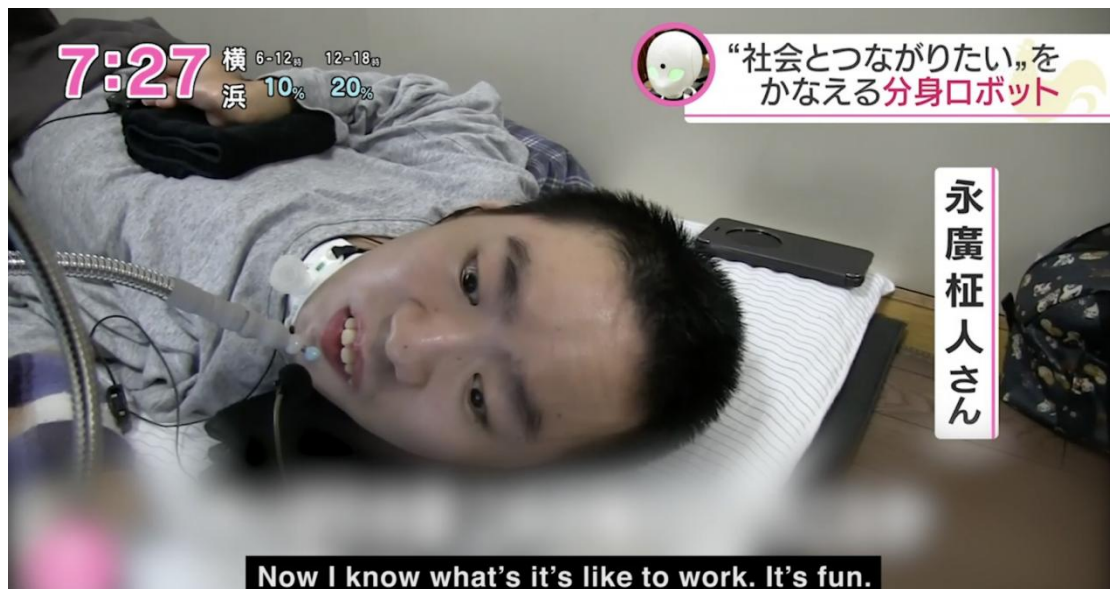 7:27
横浜
6-12時 12-18時
10% 20%
“社会とつながりたい„を
かなえる分身ロボット
永廣柾人さん
Now I know what’s it’s like to work. It’s fun.